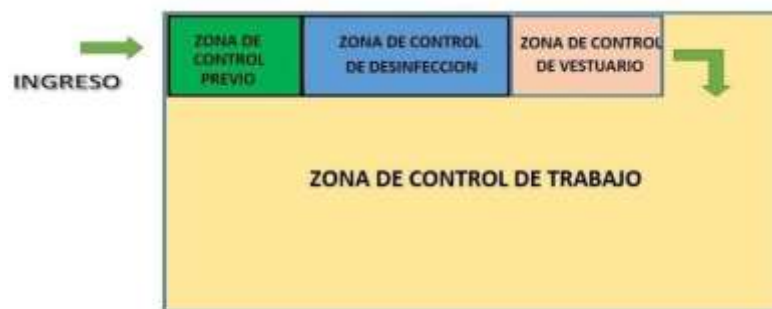 INGRESO
ZONA DE
CONTROL
PREVIO
ZONA DE CONTROL
DE DESINFECCION
ZONA DE CONTROL
DE VESTUARIO
ZONA DE CONTROL DE TRABAJO